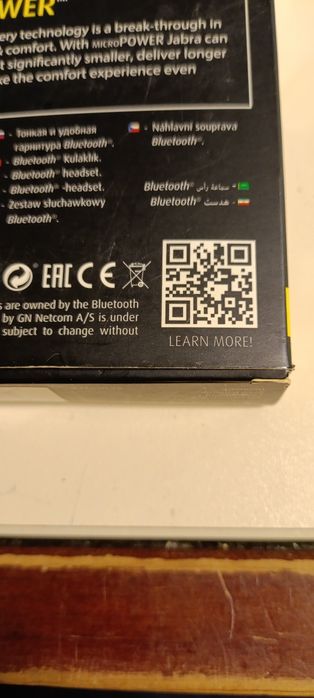 WER™
ery technology is a break-through in
comfort. With MICROPOWER Jabra can
t significantly smaller, deliver longer
ke the comfort experience even
- Тонкая и удобная
гарнитура Bluetooth®.
Bluetooth® Kulaklık.
- Bluetooth® headset.
- Bluetooth® -headset.
- Zestaw słuchawkowy
Bluetooth®.
- Náhlavní souprava
Bluetooth®.
Bluetooth® سماعة رأس -
Bluetooth® هدست -
EAC CE
s are owned by the Bluetooth
by GN Netcom A/S is under
subject to change without
LEARN MORE!